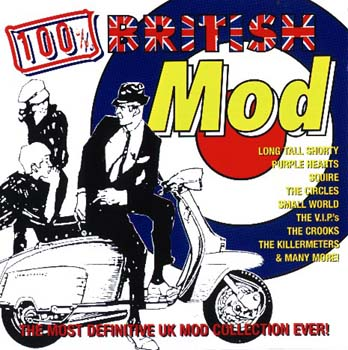 100% BRITISH
Mod
LONG TALL SHORTY
PURPLE HEARTS
SQUIRE
THE CIRCLES
SMALL WORLD
THE V.I.P.'s
THE CROOKS
THE KILLERMETERS
& MANY MORE!
THE MOST DEFINITIVE UK MOD COLLECTION EVER!